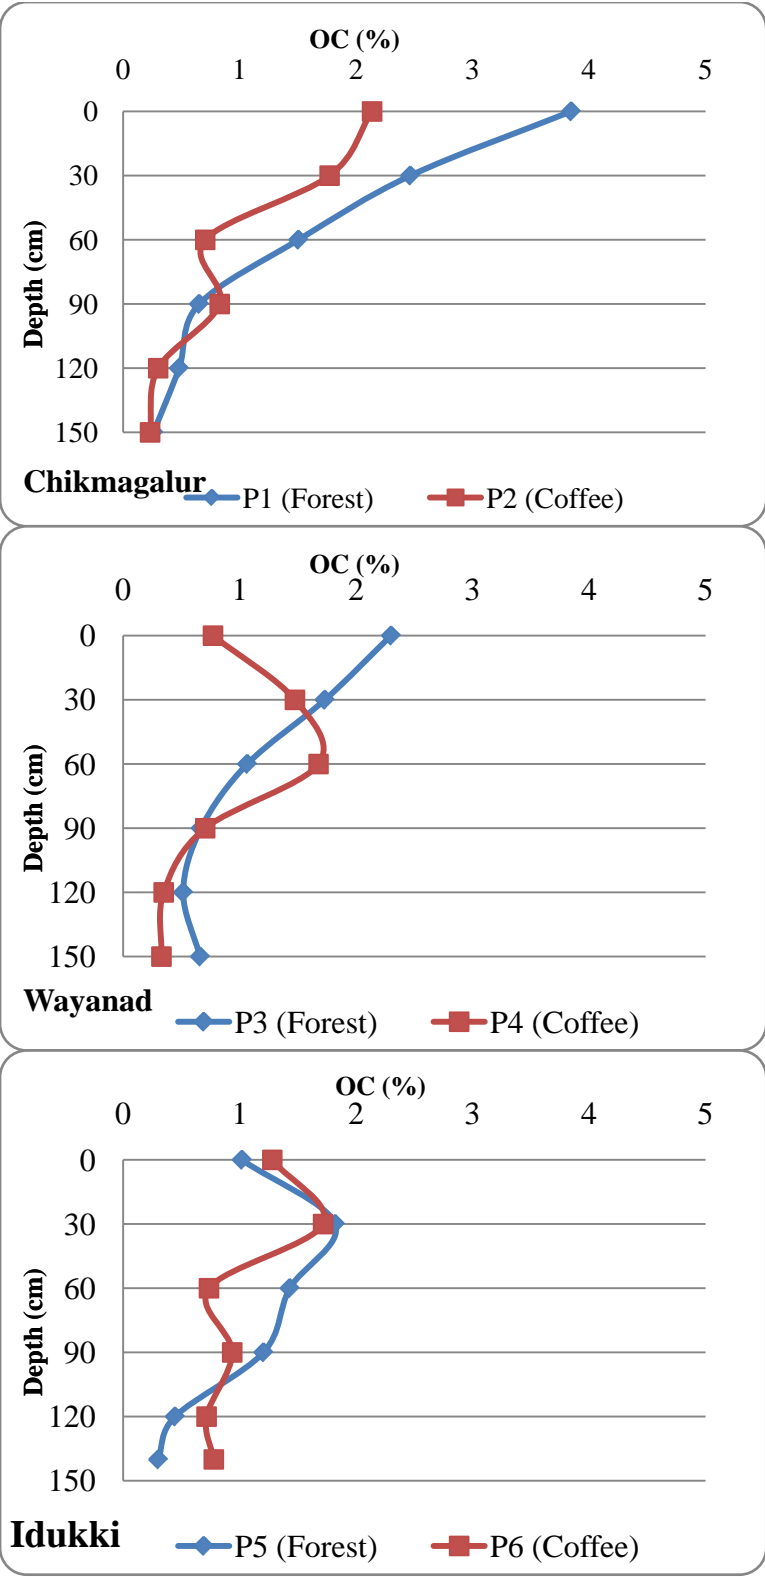 OC (%)
0 1 2 3 4 5
0
30
60
90
120
150
Depth (cm)
Chikmagalur
P1 (Forest) P2 (Coffee)
OC (%)
0 1 2 3 4 5
0
30
60
90
120
150
Depth (cm)
Wayanad
P3 (Forest) P4 (Coffee)
OC (%)
0 1 2 3 4 5
0
30
60
90
120
150
Depth (cm)
Idukki
P5 (Forest) P6 (Coffee)